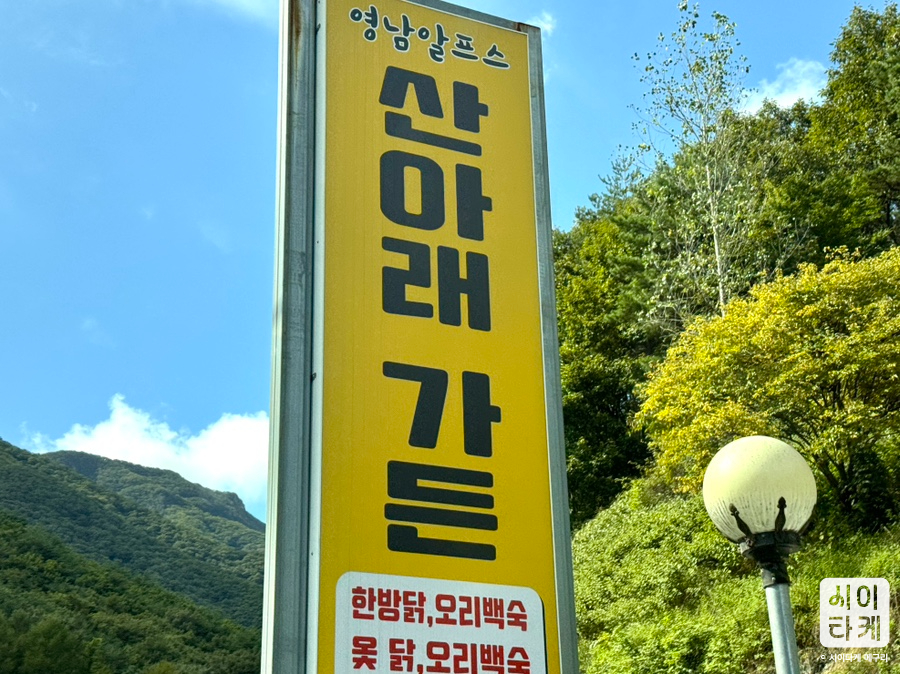 영남알프스
산아래 가든
한방닭,오리백숙
옻 닭,오리백숙
씨이
타케